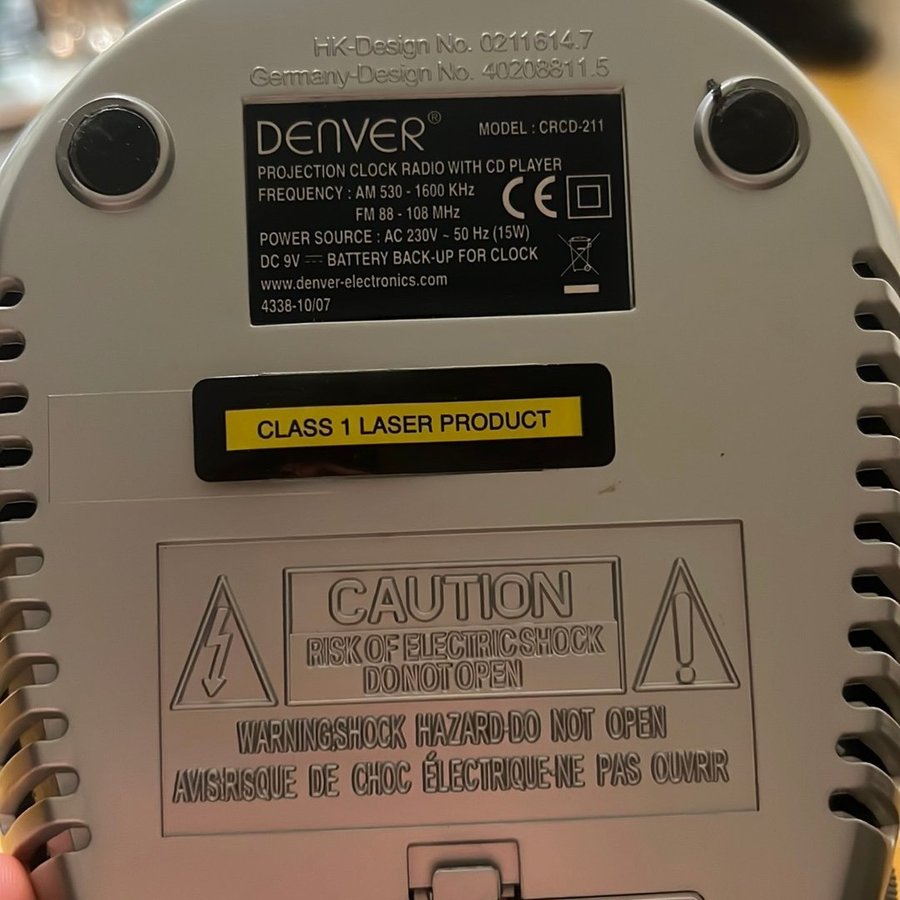 HK-Design No. 0211614.7
Germany-Design No. 40208811.5
DENVER®
MODEL : CRCD-211
PROJECTION CLOCK RADIO WITH CD PLAYER
FREQUENCY : AM 530 - 1600 KHz
FM 88 - 108 MHz
CE
POWER SOURCE : AC 230V ~ 50 Hz (15W)
DC 9V ⎓ BATTERY BACK-UP FOR CLOCK
www.denver-electronics.com
4338-10/07
CLASS 1 LASER PRODUCT
CAUTION
RISK OF ELECTRIC SHOCK
DO NOT OPEN
WARNING:SHOCK HAZARD-DO NOT OPEN
AVIS:RISQUE DE CHOC ÉLECTRIQUE-NE PAS OUVRIR